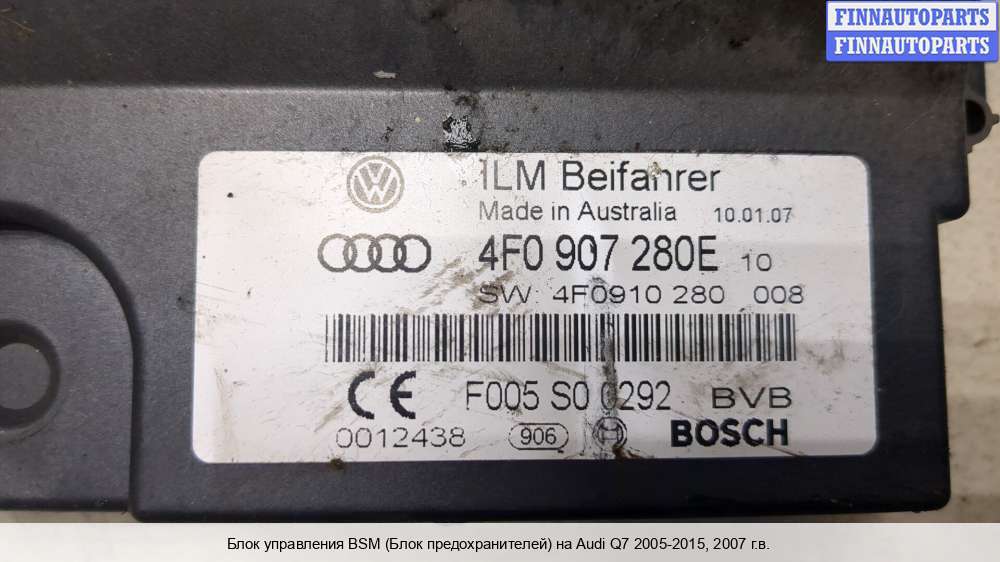 FINNAUTOPARTS
FINNAUTOPARTS
ILM Beifahrer
Made in Australia 10.01.07
4F0 907 280E 10
SW: 4F0910 280 008
F005 S0 0292 BVB
0012438 906 BOSCH
Блок управления BSM (Блок предохранителей) на Audi Q7 2005-2015, 2007 г.в.